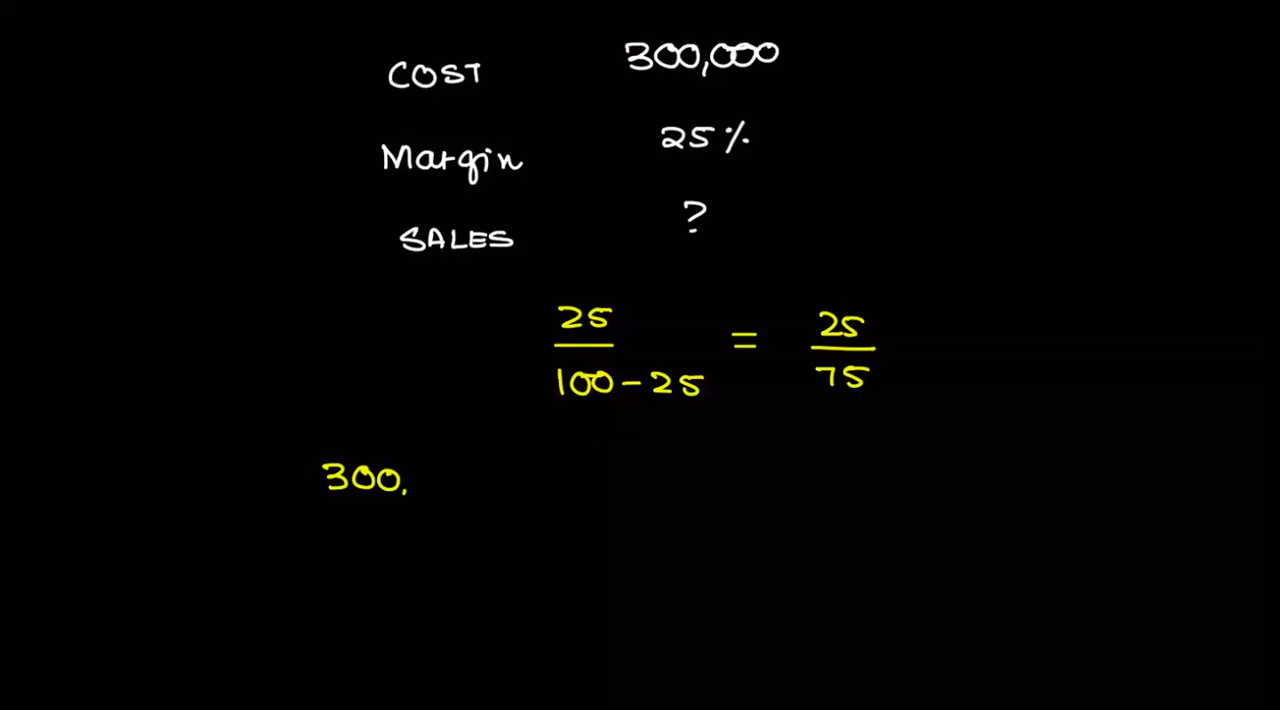 COST 300,000
Margin 25%
SALES ?
25/100-25 = 25/75
300,